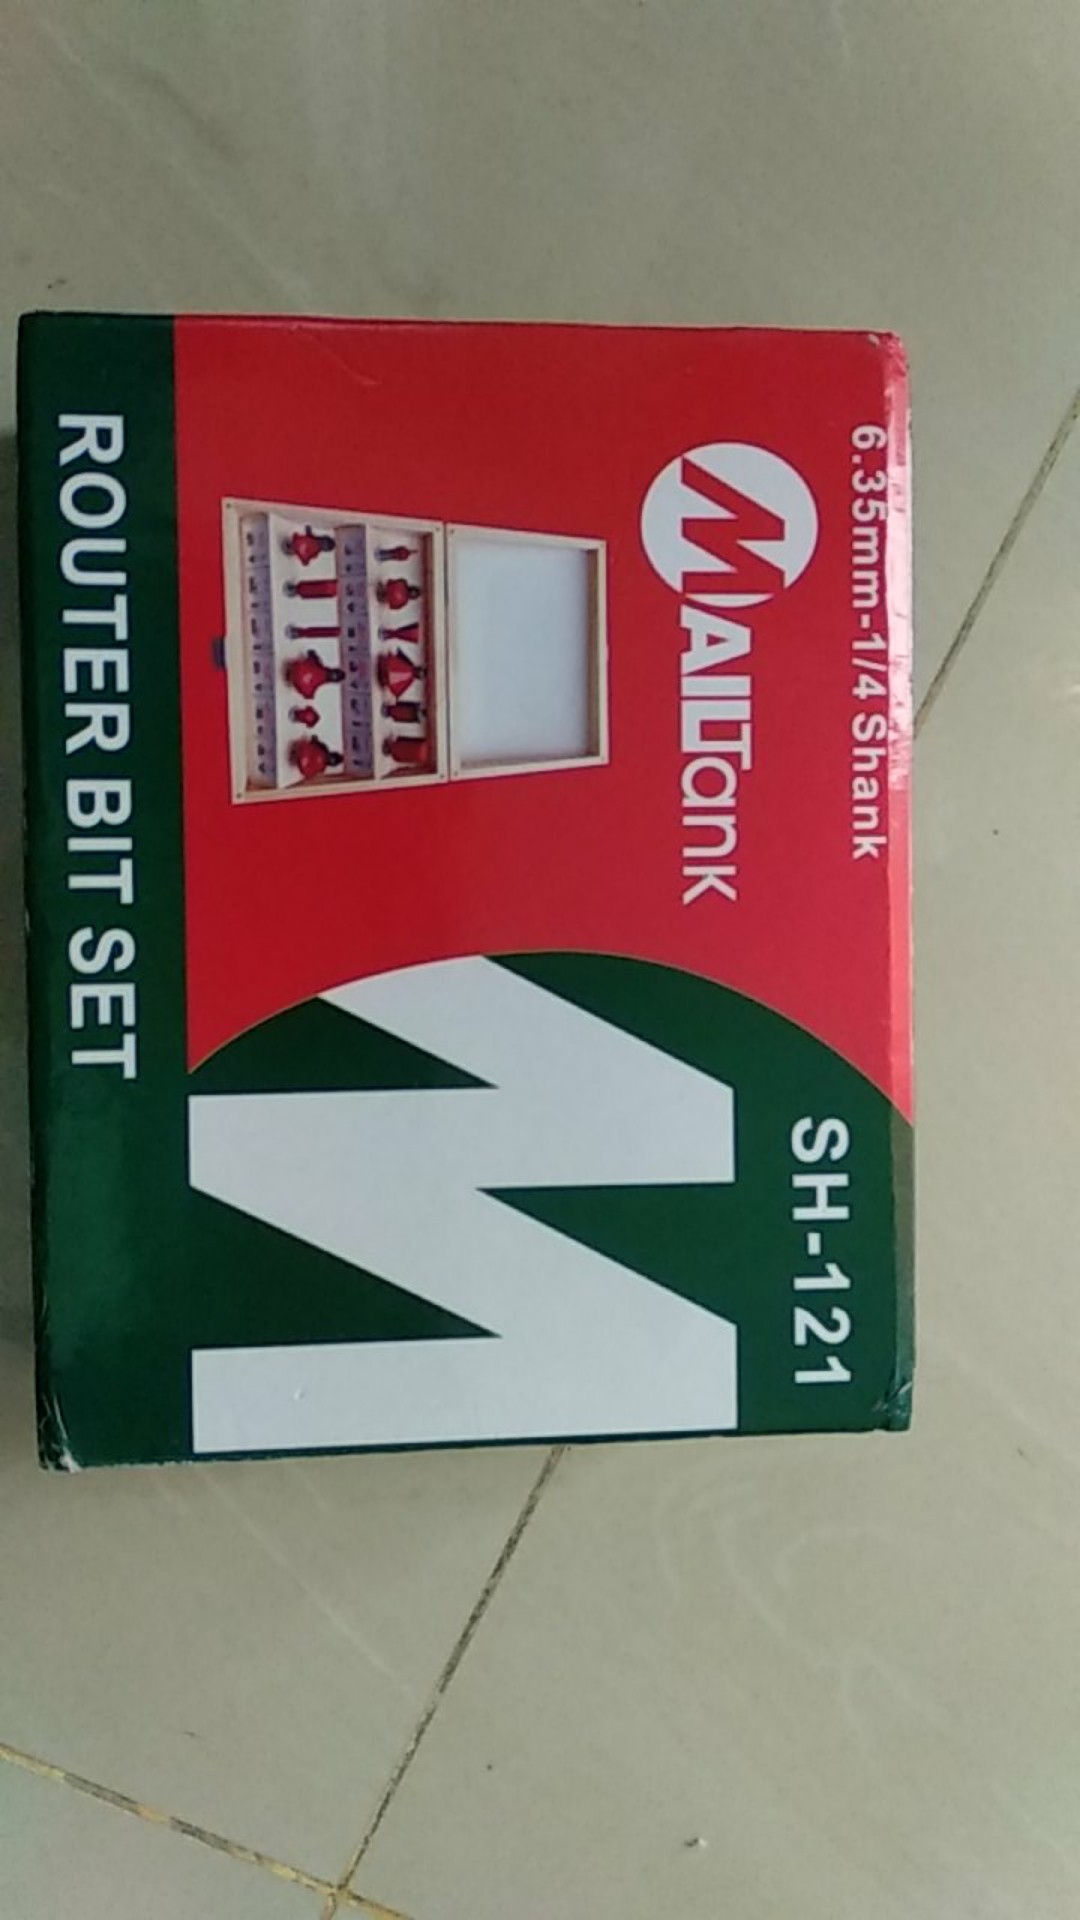 6.35mm-1/4 Shank
SH-121
MAILTank
ROUTER BIT SET